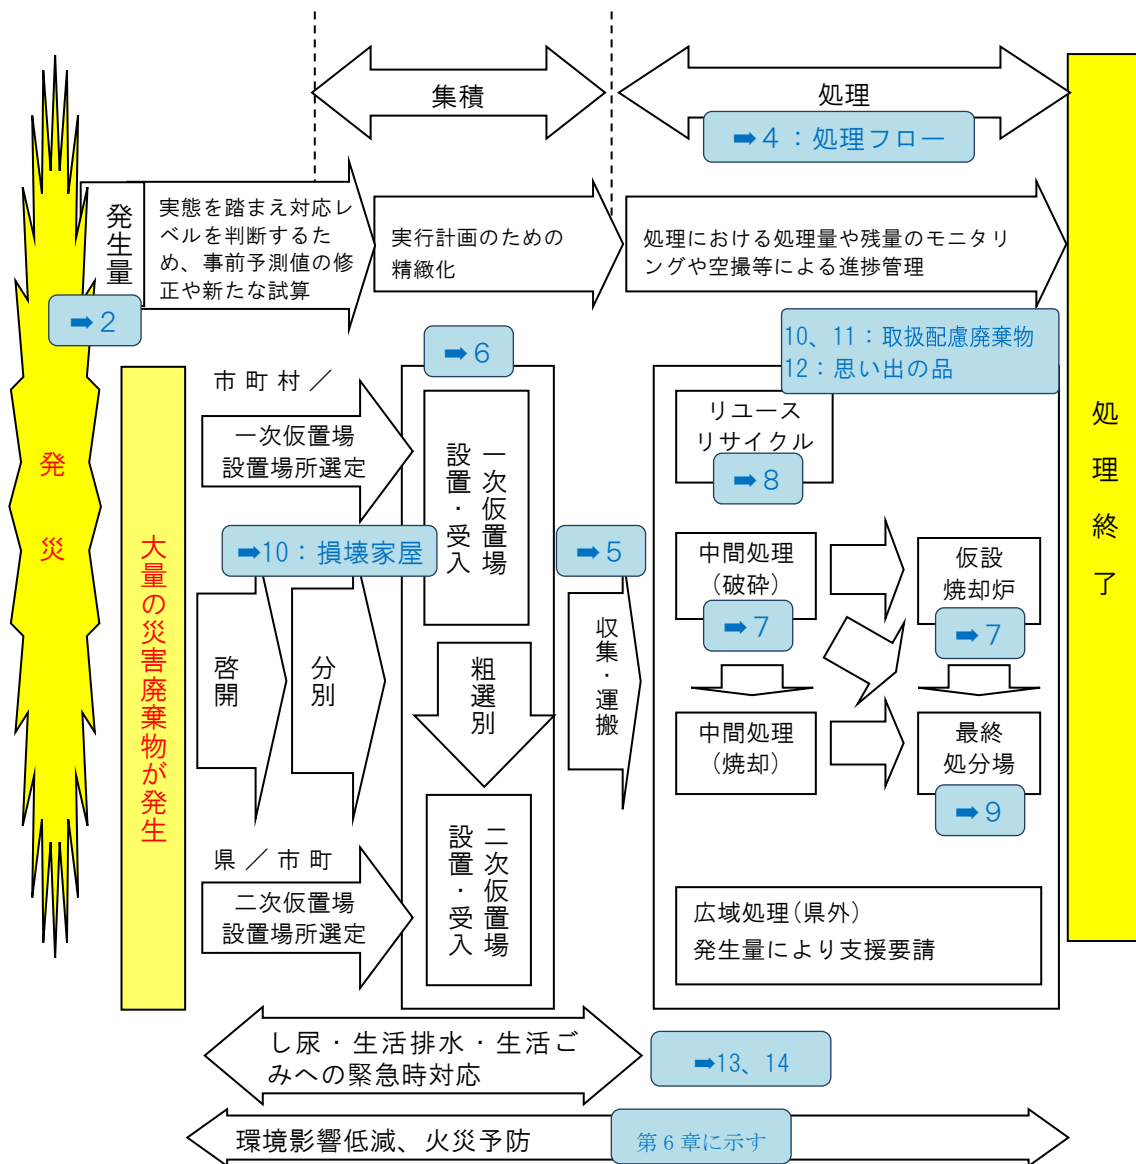 集積
処理
➡４：処理フロー
発生量
実態を踏まえ対応レ
ベルを判断するた
め、事前予測値の修
正や新たな試算
実行計画のための
精緻化
処理における処理量や残量のモニタリ
ングや空撮等による進捗管理
➡２
10、11：取扱配慮廃棄物
12：思い出の品
➡６
発災
大量の災害廃棄物が発生
市町村／
一次仮置場
設置場所選定
一次仮置場
設置・受入
リユース
リサイクル
➡８
➡10：損壊家屋
➡５
中間処理
（破砕）
➡７
仮設
焼却炉
➡７
啓開
分別
粗選別
収集・運搬
中間処理
（焼却）
最終
処分場
➡９
県／市町
二次仮置場
設置場所選定
二次仮置場
設置・受入
広域処理(県外)
発生量により支援要請
処理終了
し尿・生活排水・生活ご
みへの緊急時対応
➡13、14
環境影響低減、火災予防
第６章に示す